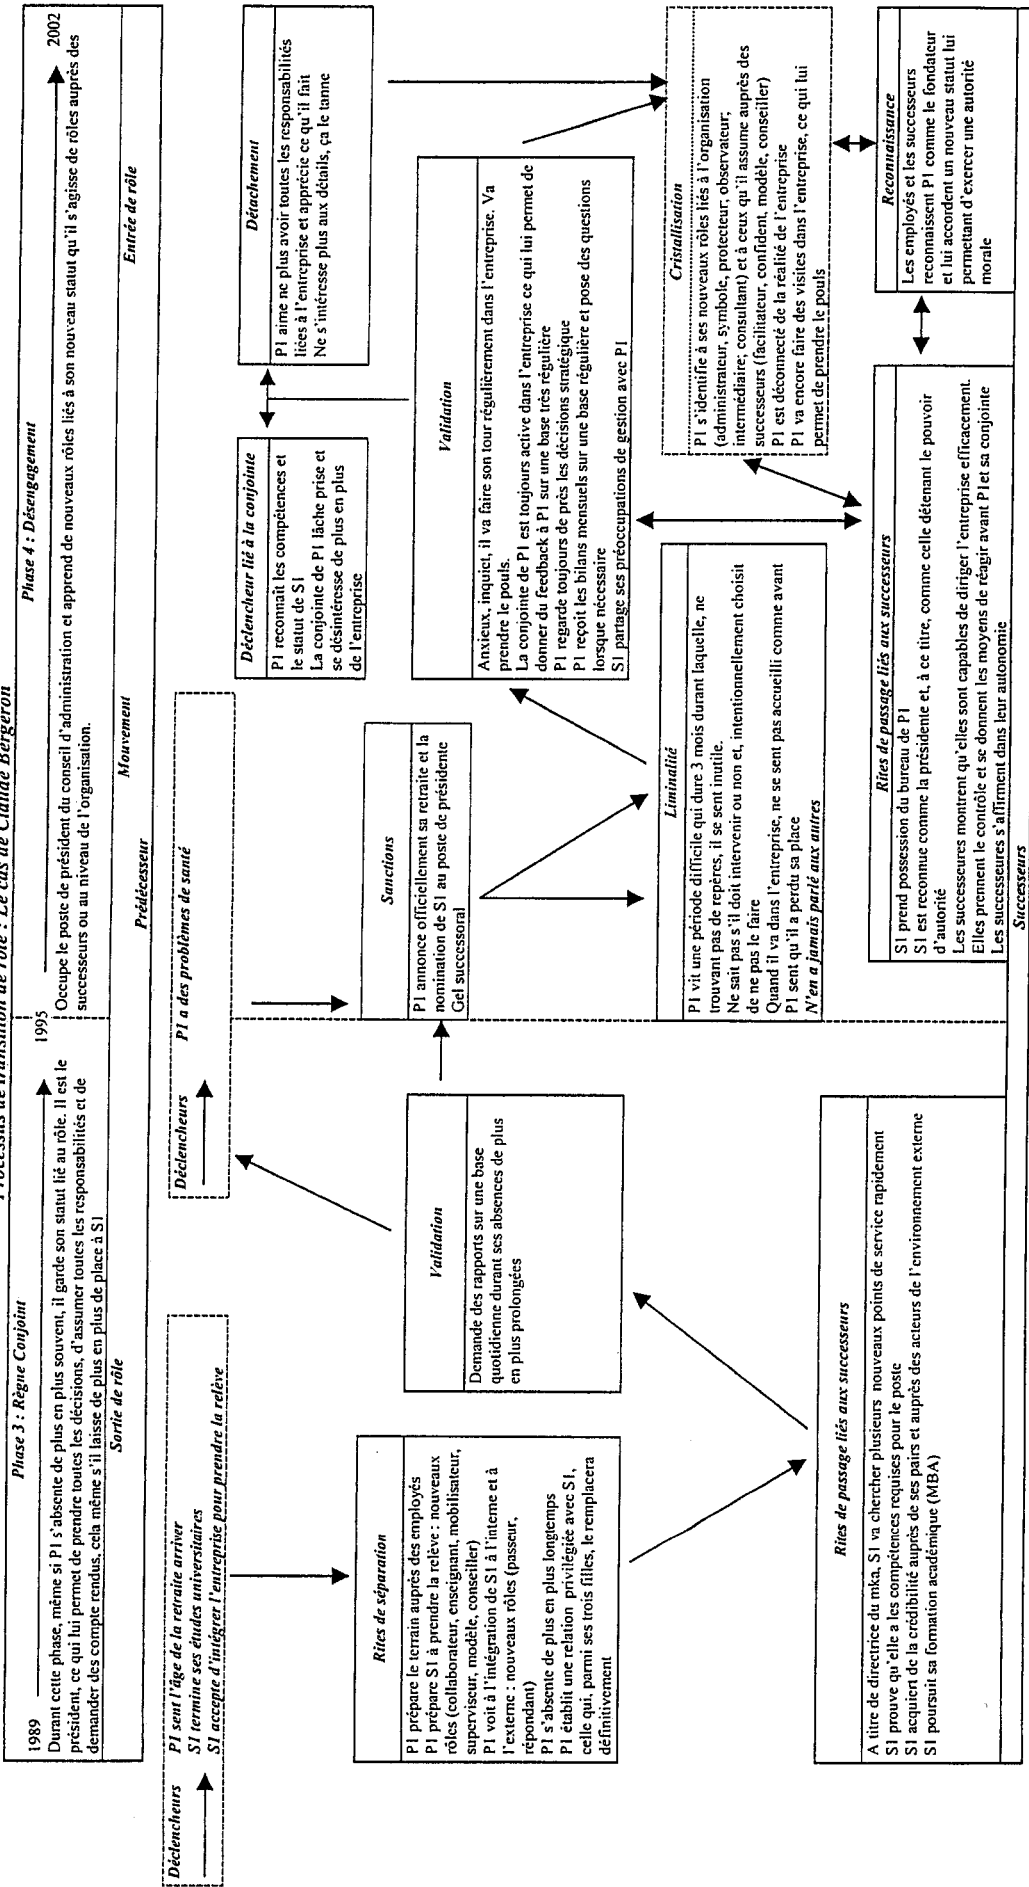 Processus de transition de rôle : Le cas de Claude Bergeron
Phase 3 : Règne Conjoint
1989
1995
Durant cette phase, même si P1 s'absente de plus en plus souvent, il garde son statut lié au rôle. Il est le
président, ce qui lui permet de prendre toutes les décisions, d'assumer toutes les responsabilités et de
demander des compte rendus, cela même s'il laisse de plus en plus de place à S1
Phase 4 : Désengagement
2002
Occupe le poste de président du conseil d'administration et apprend de nouveaux rôles liés à son nouveau statut qu'il s'agisse de rôles auprès des
successeurs ou au niveau de l'organisation.
Sortie de rôle
Mouvement
Entrée de rôle
Prédécesseur
Déclencheurs
P1 sent l'âge de la retraite arriver
S1 termine ses études universitaires
S1 accepte d'intégrer l'entreprise pour prendre la relève
Déclencheurs
P1 a des problèmes de santé
Rites de séparation
P1 prépare le terrain auprès des employés
P1 prépare S1 à prendre la relève : nouveaux
rôles (collaborateur, enseignant, mobilisateur,
superviseur, modèle, conseiller)
P1 voit à l'intégration de S1 à l'interne et à
l'externe : nouveaux rôles (passeur,
répondant)
P1 s'absente de plus en plus longtemps
P1 établit une relation privilégiée avec S1,
celle qui, parmi ses trois filles, le remplacera
définitivement
Validation
Demande des rapports sur une base
quotidienne durant ses absences de plus
en plus prolongées
Sanctions
P1 annonce officiellement sa retraite et la
nomination de S1 au poste de présidente
Gel successoral
Déclencheur lié à la conjointe
P1 reconnaît les compétences et
le statut de S1
La conjointe de P1 lâche prise et
se désintéresse de plus en plus
de l'entreprise
Détachement
P1 aime ne plus avoir toutes les responsabilités
liées à l'entreprise et apprécie ce qu'il fait
Ne s'intéresse plus aux détails, ça le tanne
Validation
Anxieux, inquiet, il va faire son tour régulièrement dans l'entreprise. Va
prendre le pouls.
La conjointe de P1 est toujours active dans l'entreprise ce qui lui permet de
donner du feedback à P1 sur une base très régulière
P1 regarde toujours de près les décisions stratégique
P1 reçoit les bilans mensuels sur une base régulière et pose des questions
lorsque nécessaire
S1 partage ses préoccupations de gestion avec P1
Liminalité
P1 vit une période difficile qui dure 3 mois durant laquelle, ne
trouvant pas de repères, il se sent inutile.
Ne sait pas s'il doit intervenir ou non et, intentionnellement choisit
de ne pas le faire
Quand il va dans l'entreprise, ne se sent pas accueilli comme avant
P1 sent qu'il a perdu sa place
N'en a jamais parlé aux autres
Cristallisation
P1 s'identifie à ses nouveaux rôles liés à l'organisation
(administrateur, symbole, protecteur; observateur;
intermédiaire; consultant) et à ceux qu'il assume auprès des
successeurs (facilitateur, confident, modèle, conseiller)
P1 est déconnecté de la réalité de l'entreprise
P1 va encore faire des visites dans l'entreprise, ce qui lui
permet de prendre le pouls
Rites de passage liés aux successeurs
A titre de directrice du mka, S1 va chercher plusieurs nouveaux points de service rapidement
S1 prouve qu'elle a les compétences requises pour le poste
S1 acquiert de la crédibilité auprès de ses pairs et auprès des acteurs de l'environnement externe
S1 poursuit sa formation académique (MBA)
Rites de passage liés aux successeurs
S1 prend possession du bureau de P1
S1 est reconnue comme la présidente et, à ce titre, comme celle détenant le pouvoir
d'autorité
Les successeures montrent qu'elles sont capables de diriger l'entreprise efficacement.
Elles prennent le contrôle et se donnent les moyens de réagir avant P1et sa conjointe
Les successeures s'affirment dans leur autonomie
Reconnaissance
Les employés et les successeurs
reconnaissent P1 comme le fondateur
et lui accordent un nouveau statut lui
permettant d'exercer une autorité
morale
Successeurs